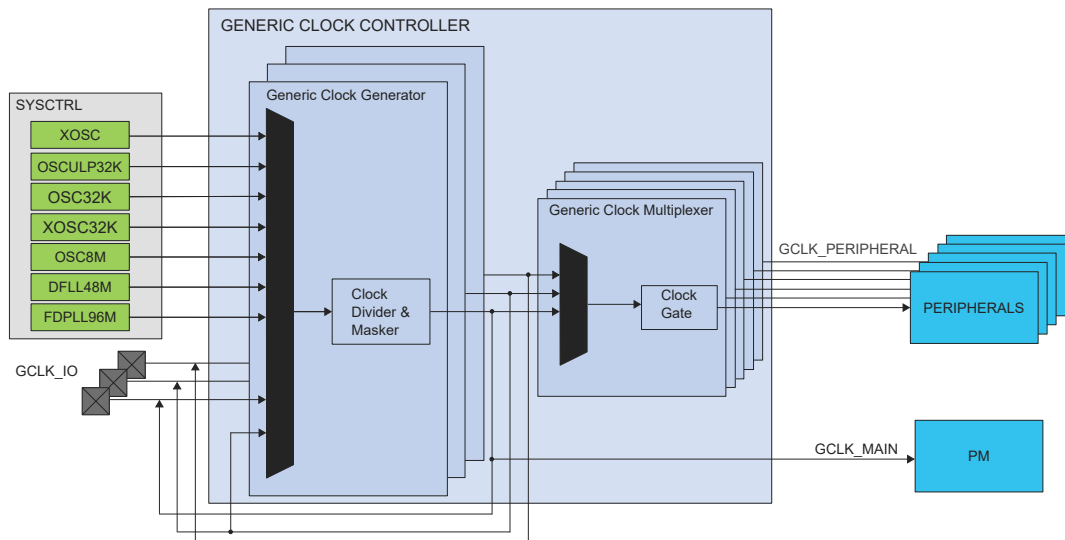 GENERIC CLOCK CONTROLLER
Generic Clock Generator
SYSCTRL
XOSC
OSCULP32K
OSC32K
XOSC32K
OSC8M
DFLL48M
FDPLL96M
GCLK_IO
Clock
Divider &
Masker
Generic Clock Multiplexer
Clock
Gate
GCLK_PERIPHERAL
PERIPHERALS
GCLK_MAIN
PM